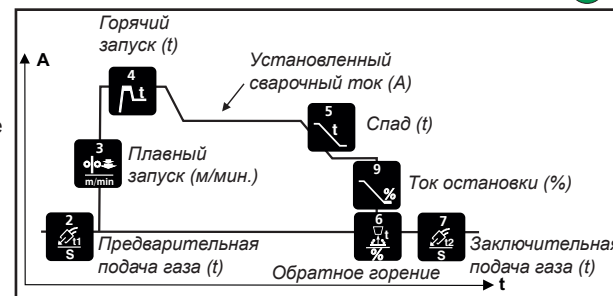 Горячий
запуск (t)
A
Установленный
сварочный ток (A)
4
t
5
t
Спад (t)
е
3
m/min
Плавный
запуск (м/мин.)
9
%
Ток остановки (%)
2
t1
S
6
t
%
7
t2
S
Предварительная
подача газа (t)
Обратное горение
Заключительная
подача газа (t)
t